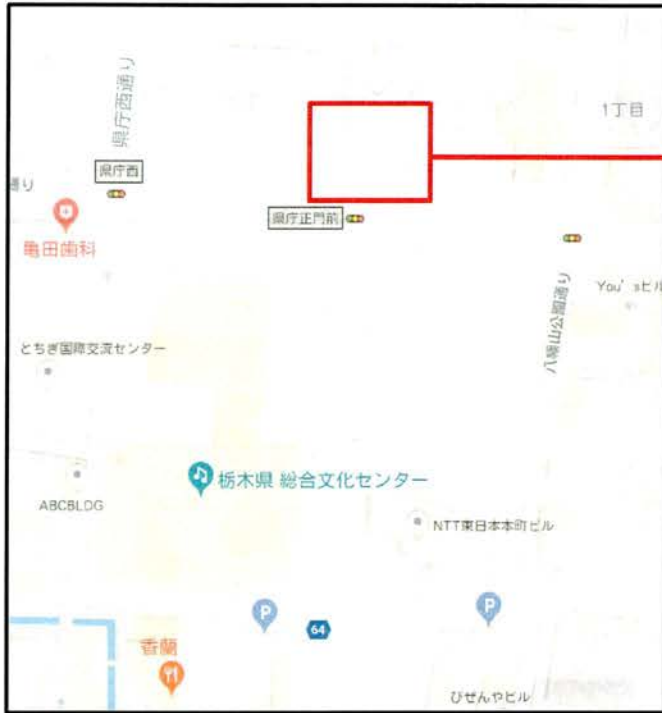 県庁西通り
1丁目
県庁西
通り
亀田歯科
県庁正門前
You'sビル
八幡山公園通り
とちぎ国際交流センター
栃木県 総合文化センター
ABCBLDG
NTT東日本本町ビル
P
P
64
香蘭
びぜんやビル